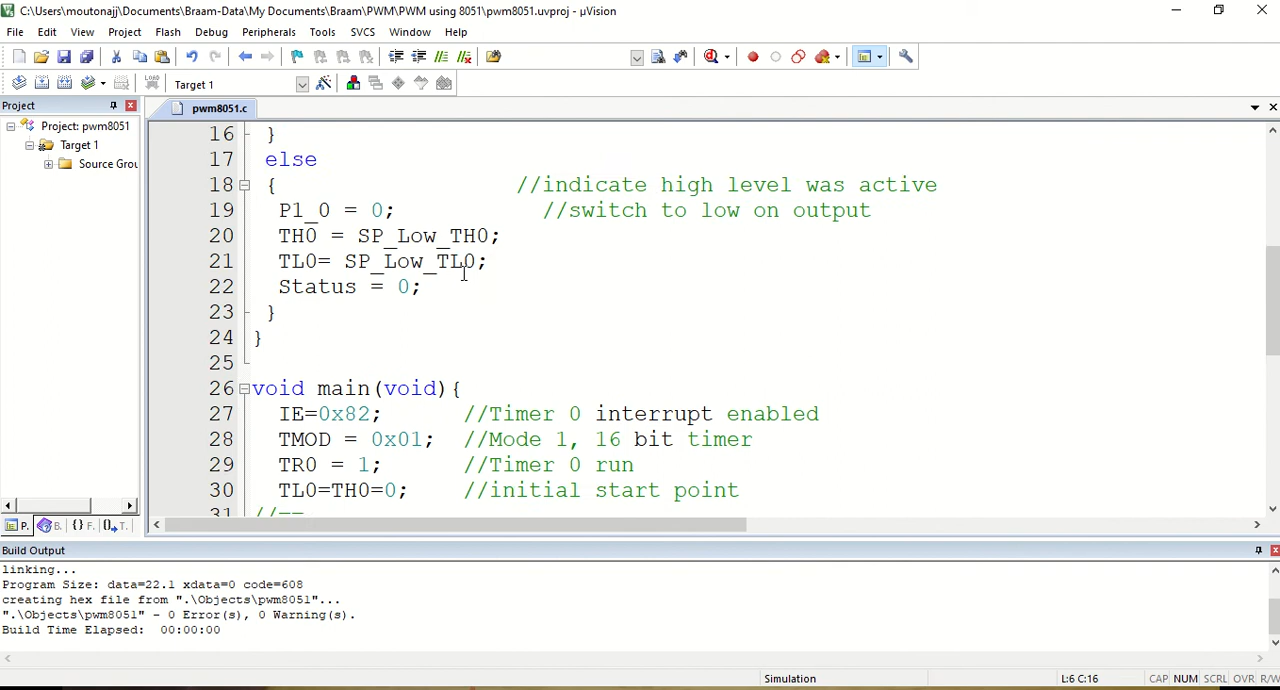 C:\Users\moutonajj\Documents\Braam-Data\My Documents\Braam\PWM\PWM using 8051\pwm8051.uvproj - µVision
File Edit View Project Flash Debug Peripherals Tools SVCS Window Help
LOAD Target 1
Project
pwm8051.c
Project: pwm8051
Target 1
Source Grou
16 }
17 else
18 { //indicate high level was active
19 P1_0 = 0; //switch to low on output
20 TH0 = SP_Low_TH0;
21 TL0= SP_Low_TL0;
22 Status = 0;
23 }
24 }
25
26 void main(void){
27 IE=0x82; //Timer 0 interrupt enabled
28 TMOD = 0x01; //Mode 1, 16 bit timer
29 TR0 = 1; //Timer 0 run
30 TL0=TH0=0; //initial start point
31 //==
P. B. {} F. 0 T.
Build Output
linking...
Program Size: data=22.1 xdata=0 code=608
creating hex file from ".\Objects\pwm8051"...
".\Objects\pwm8051" - 0 Error(s), 0 Warning(s).
Build Time Elapsed: 00:00:00
Simulation L:6 C:16 CAP NUM SCRL OVR R/W